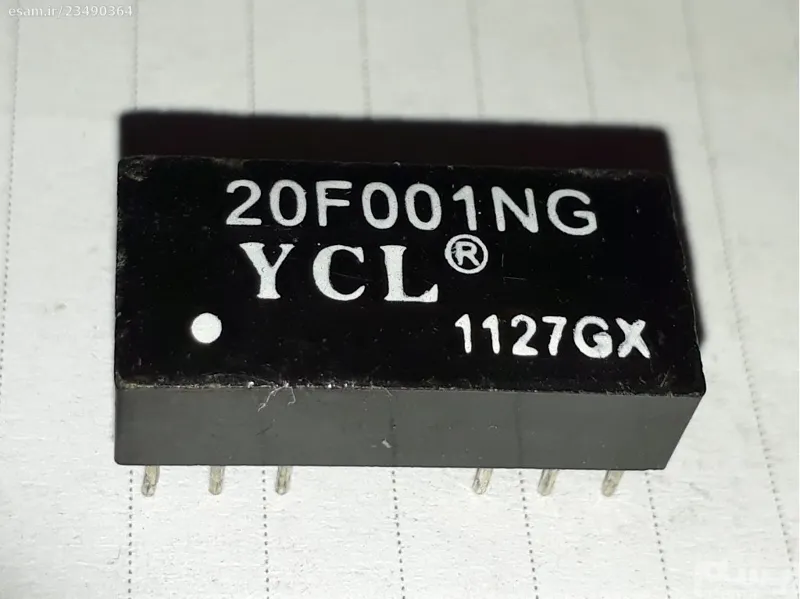 esam.ir/23490364
20F001NG
YCL®
1127GX